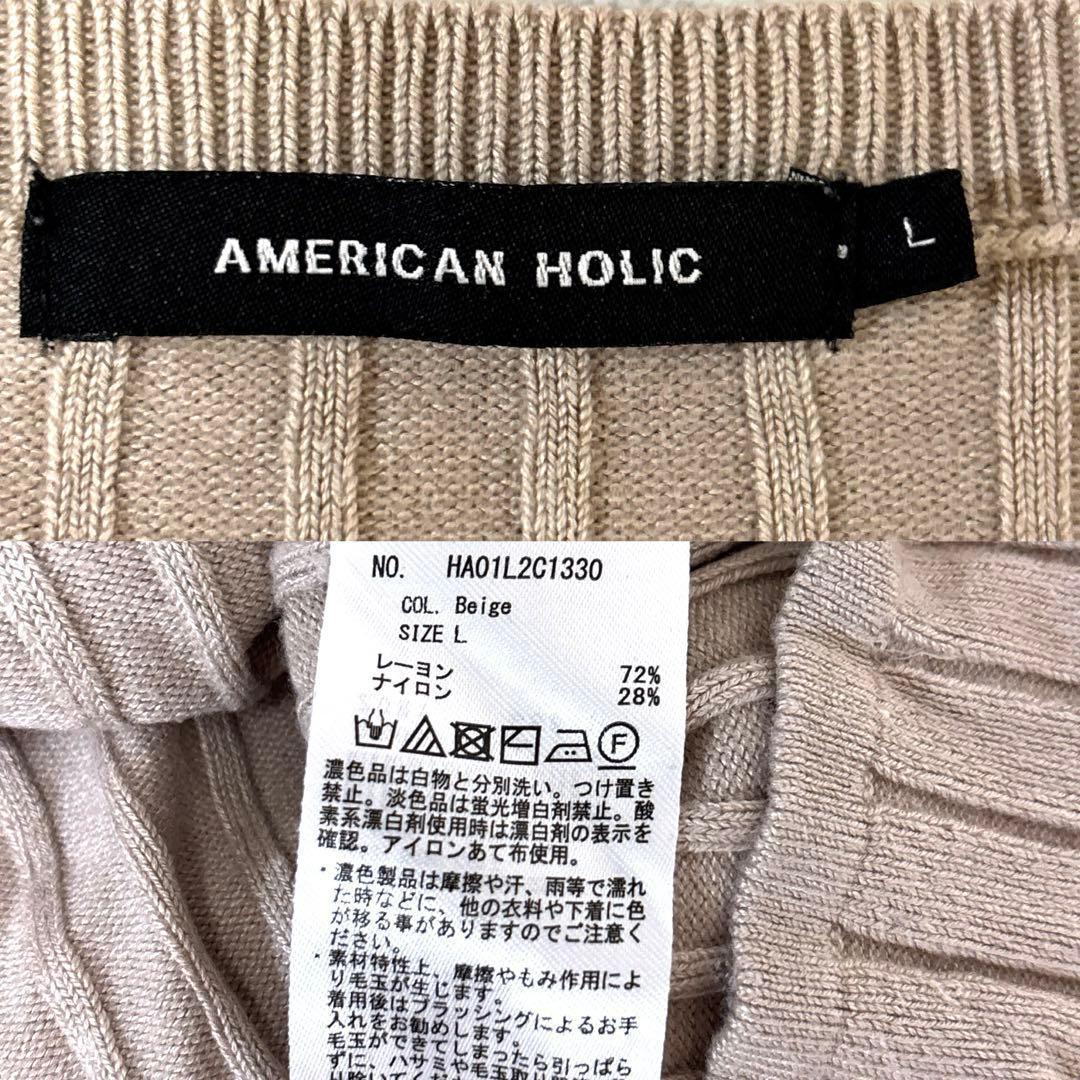 AMERICAN HOLIC
L
NO. HA01L2C1330
COL. Beige
SIZE L
レーヨン 72%
ナイロン 28%
F
濃色品は白物と分別洗い。つけ置き
禁止。淡色品は蛍光増白剤禁止。酸
素系漂白剤使用時は漂白剤の表示を
確認。アイロンあて布使用。
・濃色製品は摩擦や汗、雨等で濡れ
た時などに、他の衣料や下着に色
が移る事がありますのでご注意く
ださい。
・素材特性上、摩擦やもみ作用によ
り毛玉が生じます。
着用後はブラッシングによるお手
入れをお勧めします。
毛玉ができてしまったら引っぱら
ずに、ハサミや毛玉取り
り除いてくだ